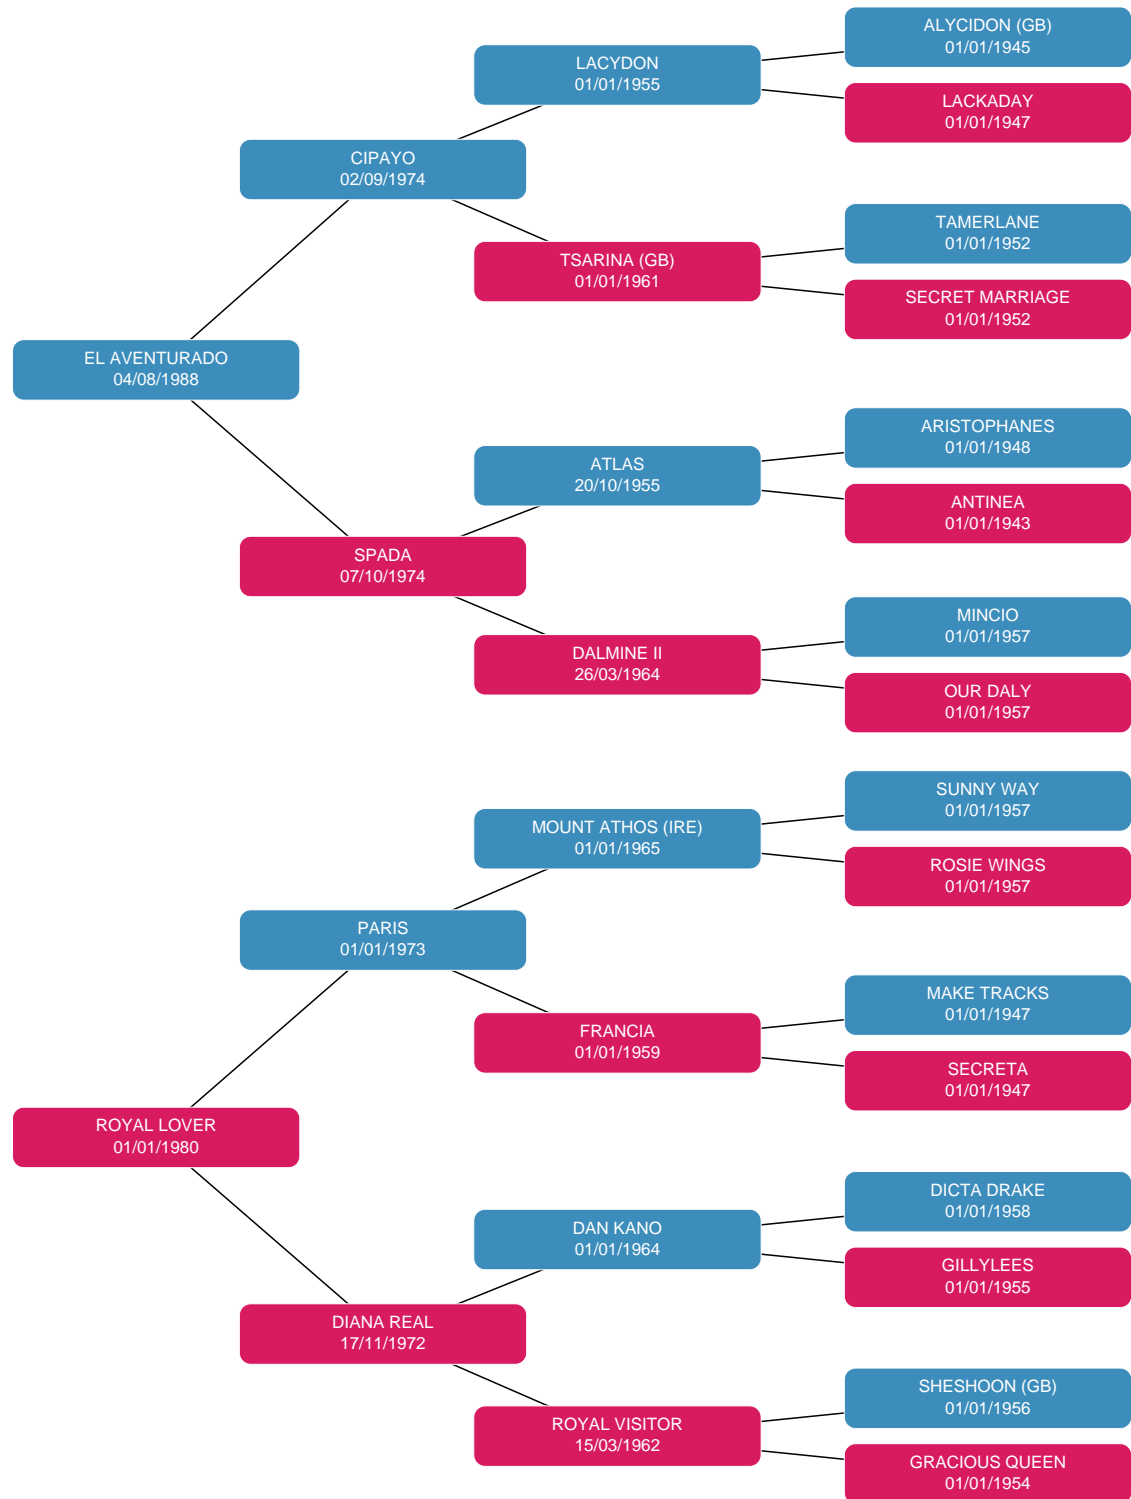 ALYCIDON (GB)
01/01/1945
LACYDON
01/01/1955
LACKADAY
01/01/1947
CIPAYO
02/09/1974
TAMERLANE
01/01/1952
TSARINA (GB)
01/01/1961
SECRET MARRIAGE
01/01/1952
EL AVENTURADO
04/08/1988
ARISTOPHANES
01/01/1948
ATLAS
20/10/1955
ANTINEA
01/01/1943
SPADA
07/10/1974
MINCIO
01/01/1957
DALMINE II
26/03/1964
OUR DALY
01/01/1957
SUNNY WAY
01/01/1957
MOUNT ATHOS (IRE)
01/01/1965
ROSIE WINGS
01/01/1957
PARIS
01/01/1973
MAKE TRACKS
01/01/1947
FRANCIA
01/01/1959
SECRETA
01/01/1947
ROYAL LOVER
01/01/1980
DICTA DRAKE
01/01/1958
DAN KANO
01/01/1964
GILLYLEES
01/01/1955
DIANA REAL
17/11/1972
SHESHOON (GB)
01/01/1956
ROYAL VISITOR
15/03/1962
GRACIOUS QUEEN
01/01/1954